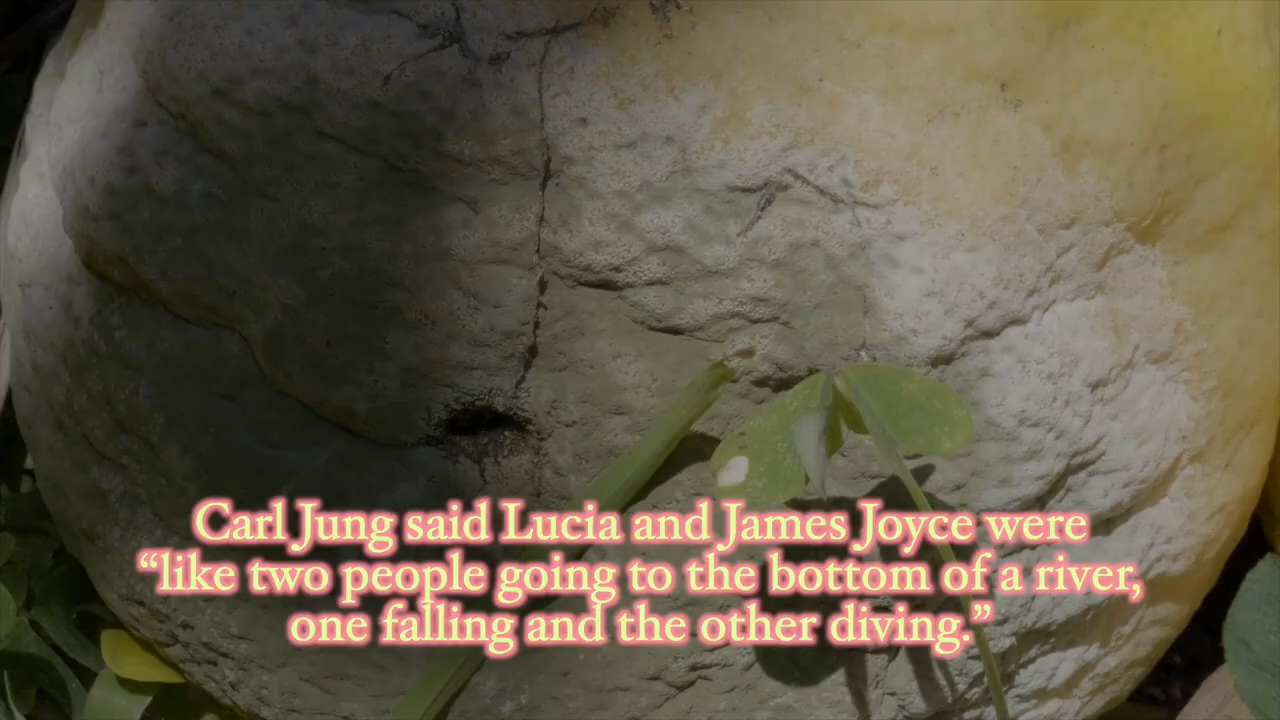 Carl Jung said Lucia and James Joyce were
“like two people going to the bottom of a river,
one falling and the other diving.”